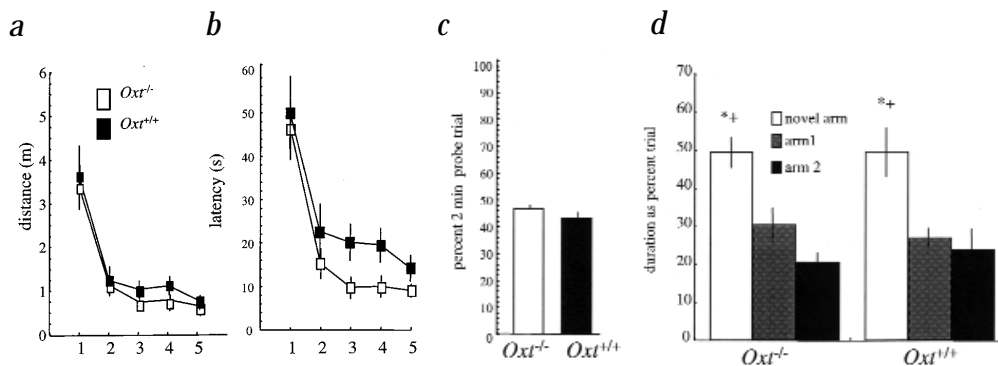 a
distance (m)
6
5
4
3
2
1
0
1 2 3 4 5
Oxt-/-
Oxt+/+
b
latency (s)
60
50
40
30
20
10
0
1 2 3 4 5
c
percent 2 min probe trial
100
90
80
70
60
50
40
30
20
10
0
Oxt-/- Oxt+/+
d
duration as percent trial
70
60
50
40
30
20
10
0
*+
*+
novel arm
arm1
arm 2
Oxt-/- Oxt+/+